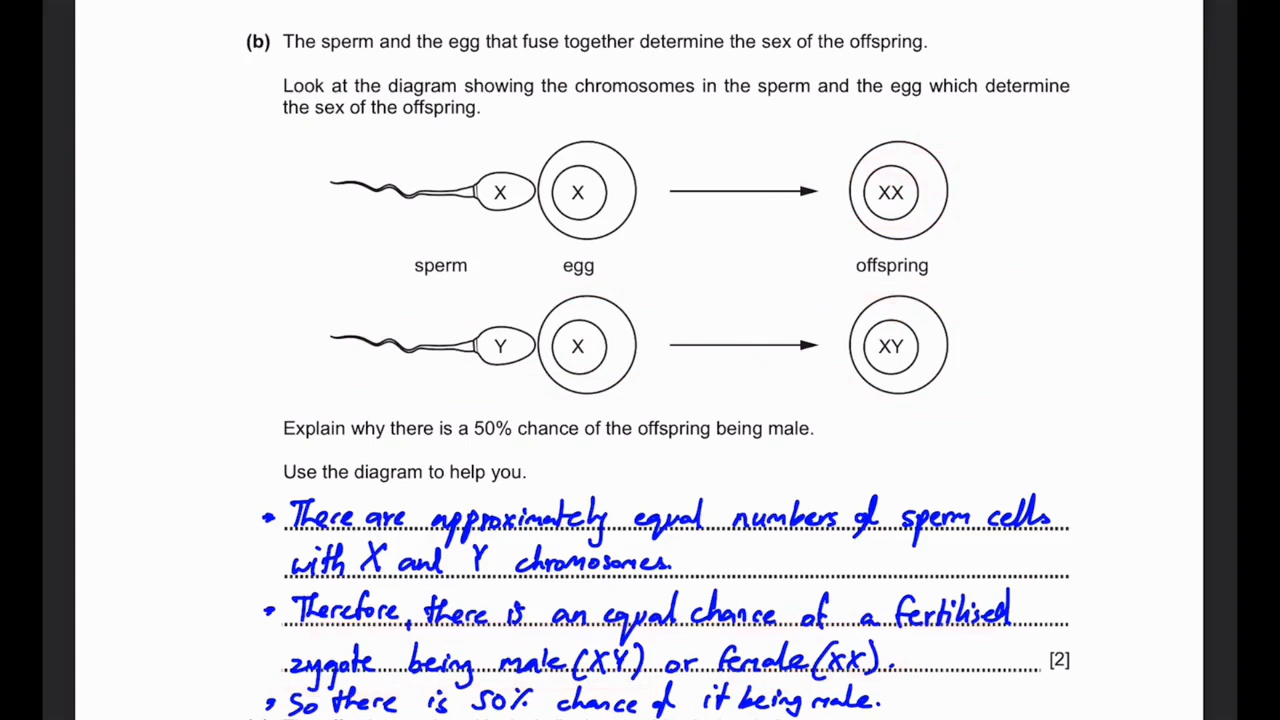 (b) The sperm and the egg that fuse together determine the sex of the offspring.
Look at the diagram showing the chromosomes in the sperm and the egg which determine
the sex of the offspring.
X X XX
sperm egg offspring
Y X XY
Explain why there is a 50% chance of the offspring being male.
Use the diagram to help you.
• There are approximately equal numbers of sperm cells
with X and Y chromosomes.
• Therefore, there is an equal chance of a fertilised
zygate being male (XY) or female (XX). [2]
• So there is 50% chance of it being male.